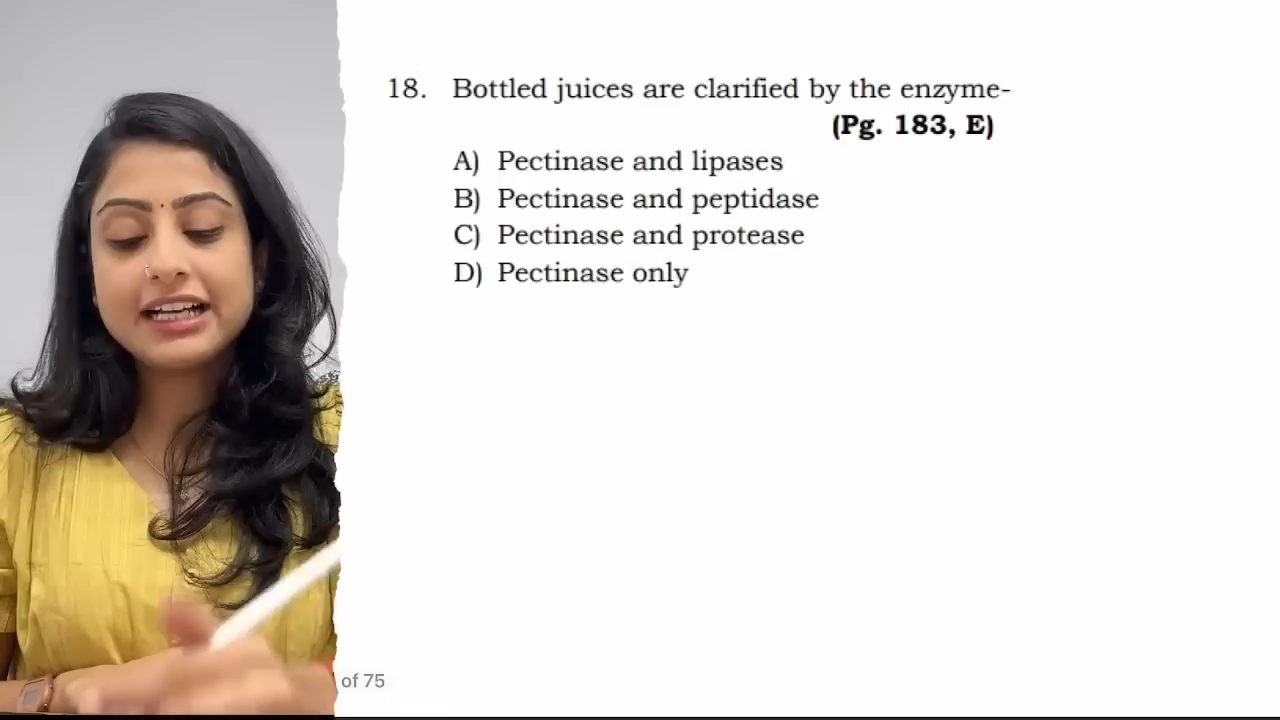 18. Bottled juices are clarified by the enzyme-
(Pg. 183, E)
A) Pectinase and lipases
B) Pectinase and peptidase
C) Pectinase and protease
D) Pectinase only
of 75